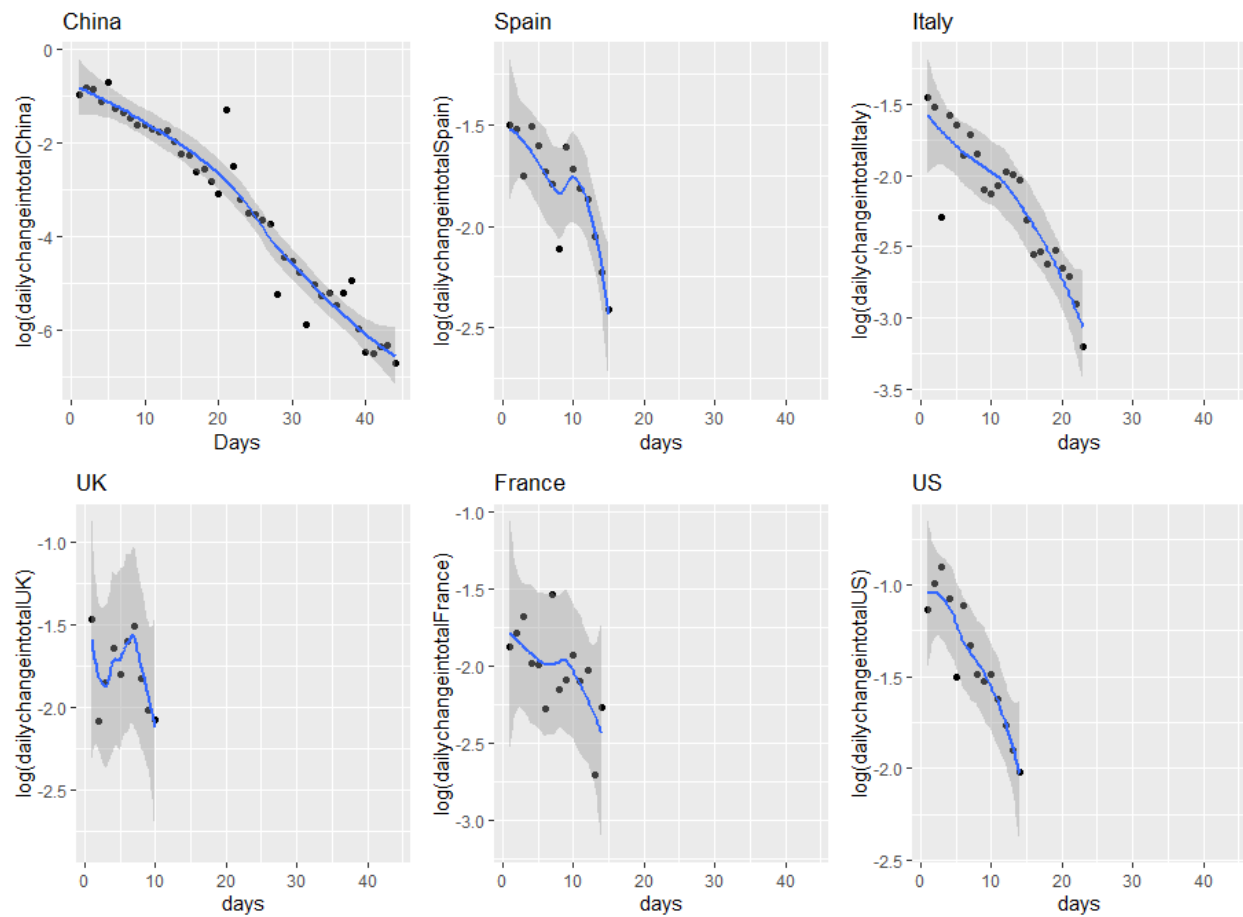 China
log(dailychangeintotalChina)
0
-2
-4
-6
0 10 20 30 40
Days
Spain
log(dailychangeintotalSpain)
-1.5
-2.0
-2.5
0 10 20 30 40
days
Italy
log(dailychangeintotalItaly)
-1.5
-2.0
-2.5
-3.0
-3.5
0 10 20 30 40
days
UK
log(dailychangeintotalUK)
-1.0
-1.5
-2.0
-2.5
0 10 20 30 40
days
France
log(dailychangeintotalFrance)
-1.0
-1.5
-2.0
-2.5
-3.0
0 10 20 30 40
days
US
log(dailychangeintotalUS)
-1.0
-1.5
-2.0
-2.5
0 10 20 30 40
days